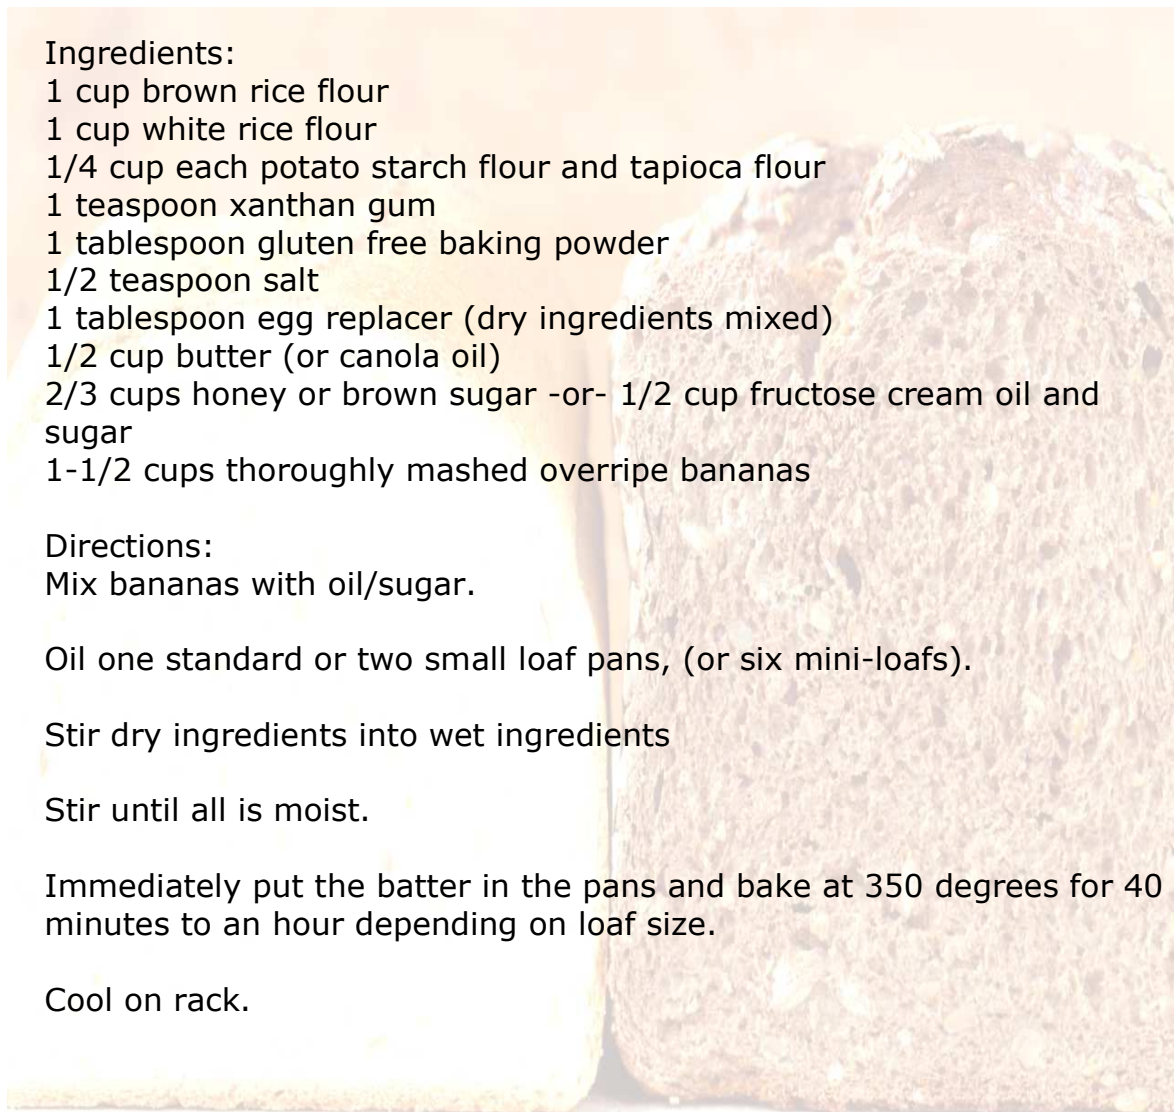 Ingredients:
1 cup brown rice flour
1 cup white rice flour
1/4 cup each potato starch flour and tapioca flour
1 teaspoon xanthan gum
1 tablespoon gluten free baking powder
1/2 teaspoon salt
1 tablespoon egg replacer (dry ingredients mixed)
1/2 cup butter (or canola oil)
2/3 cups honey or brown sugar -or- 1/2 cup fructose cream oil and
sugar
1-1/2 cups thoroughly mashed overripe bananas
Directions:
Mix bananas with oil/sugar.
Oil one standard or two small loaf pans, (or six mini-loafs).
Stir dry ingredients into wet ingredients
Stir until all is moist.
Immediately put the batter in the pans and bake at 350 degrees for 40
minutes to an hour depending on loaf size.
Cool on rack.